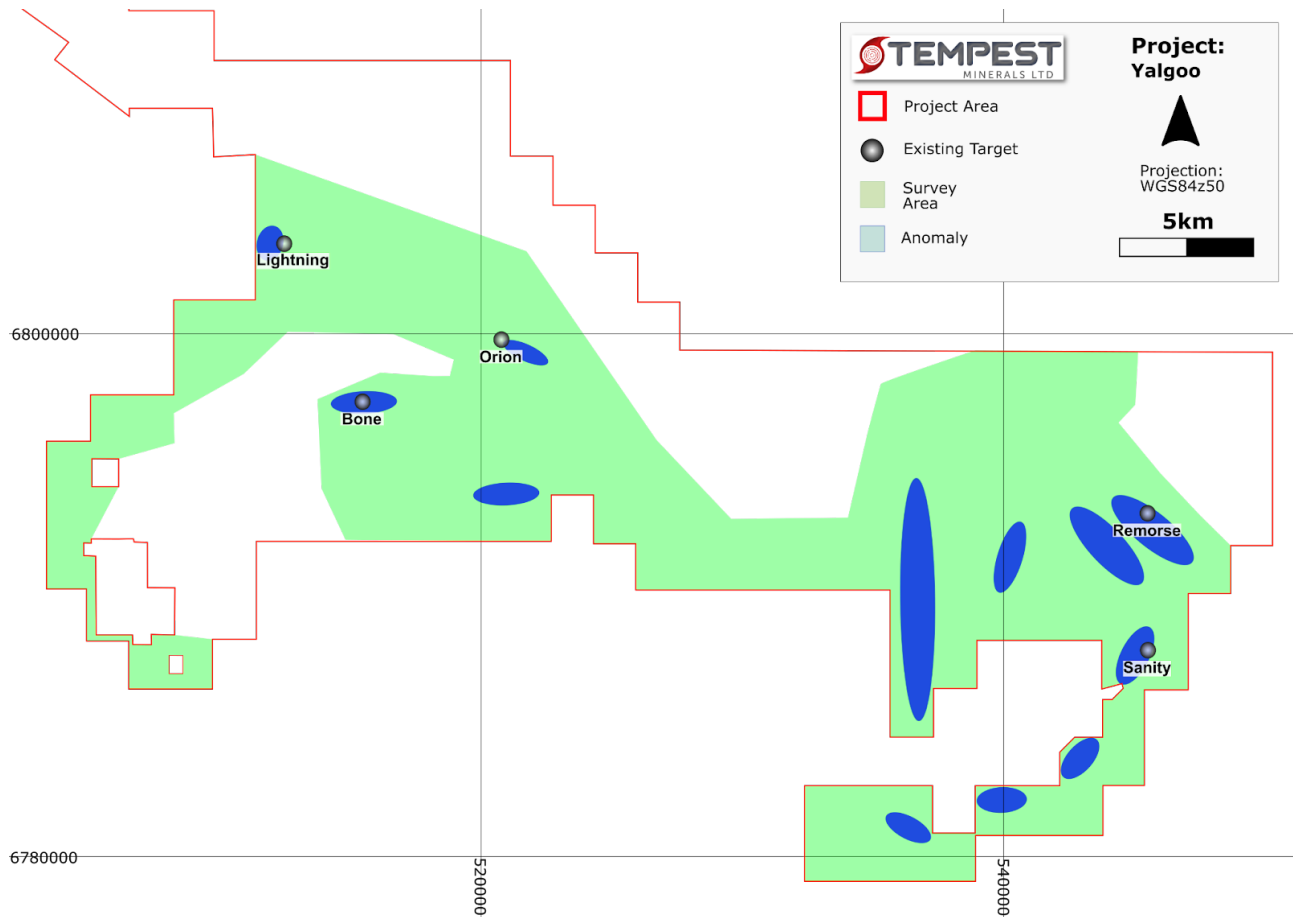 TEMPEST
MINERALS LTD
Project:
Yalgoo
Project Area
Existing Target
Survey
Area
Anomaly
Projection:
WGS84z50
5km
Lightning
6800000
Orion
Bone
Remorse
Sanity
6780000
520000
540000